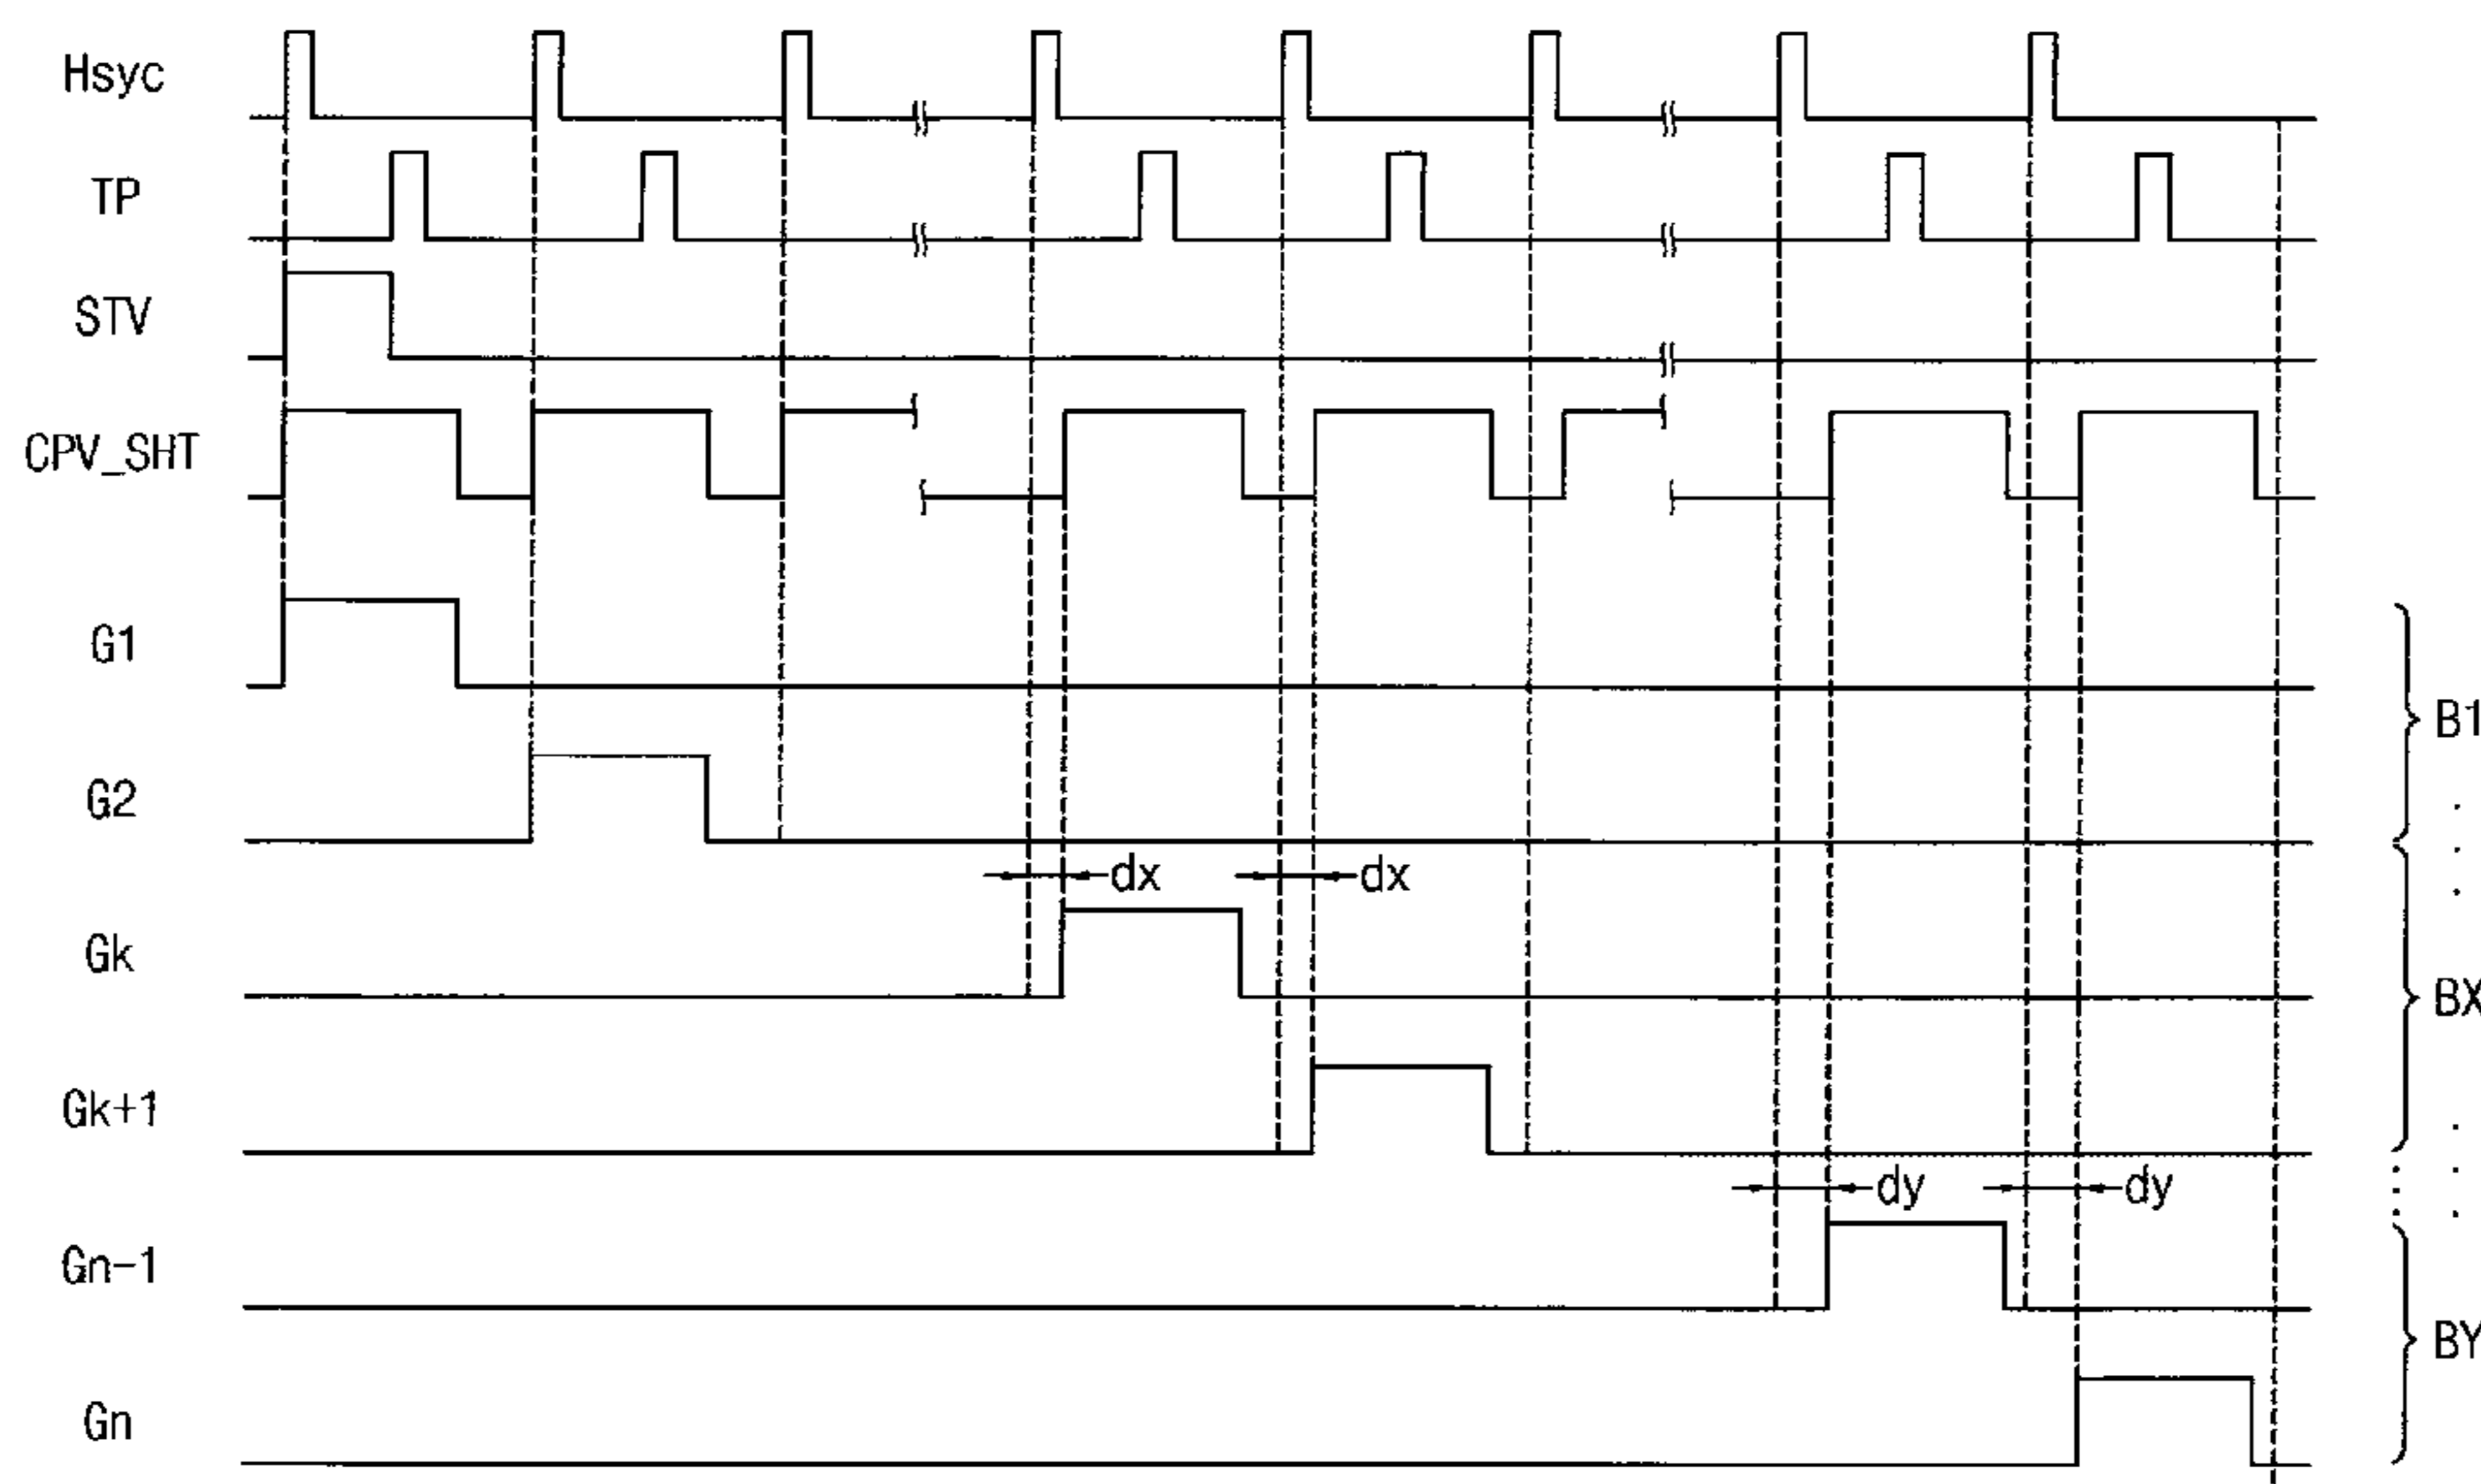 Hsyc
TP
STV
CPV_SHT
G1
B1
G2
dx dx
Gk
BX
Gk+1
dy dy
Gn-1
BY
Gn